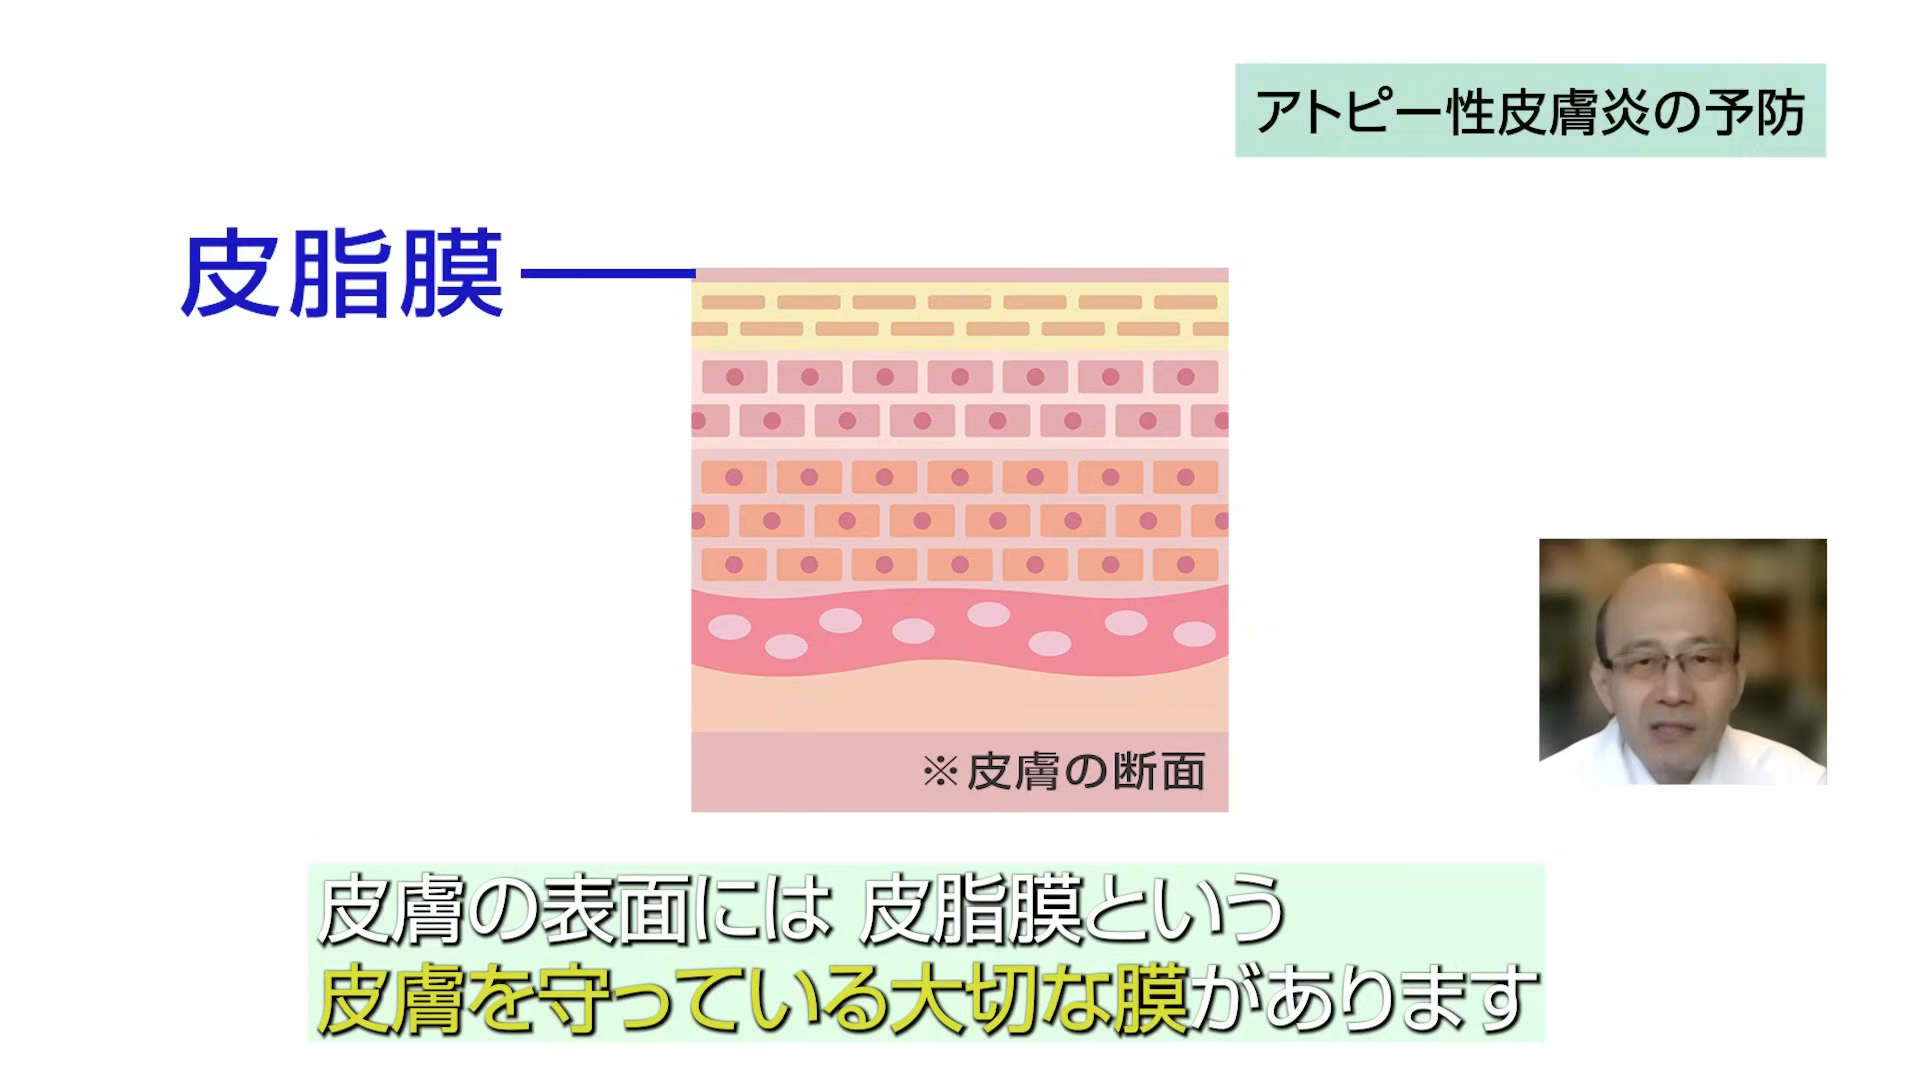 アトピー性皮膚炎の予防
皮脂膜
※皮膚の断面
皮膚の表面には 皮脂膜という
皮膚を守っている大切な膜があります